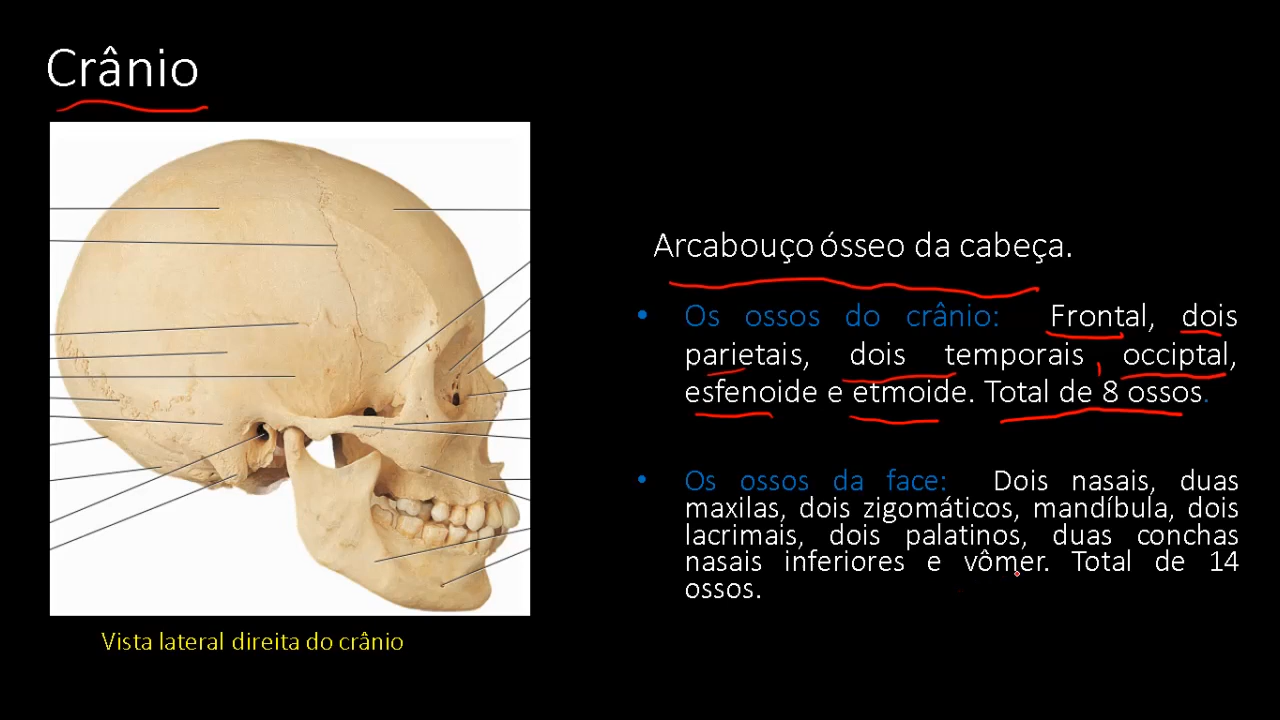 Crânio
Arcabouço ósseo da cabeça.
• Os ossos do crânio: Frontal, dois
parietais, dois temporais , occiptal,
esfenoide e etmoide. Total de 8 ossos.
• Os ossos da face: Dois nasais, duas
maxilas, dois zigomáticos, mandíbula, dois
lacrimais, dois palatinos, duas conchas
nasais inferiores e vômer. Total de 14
ossos.
Vista lateral direita do crânio